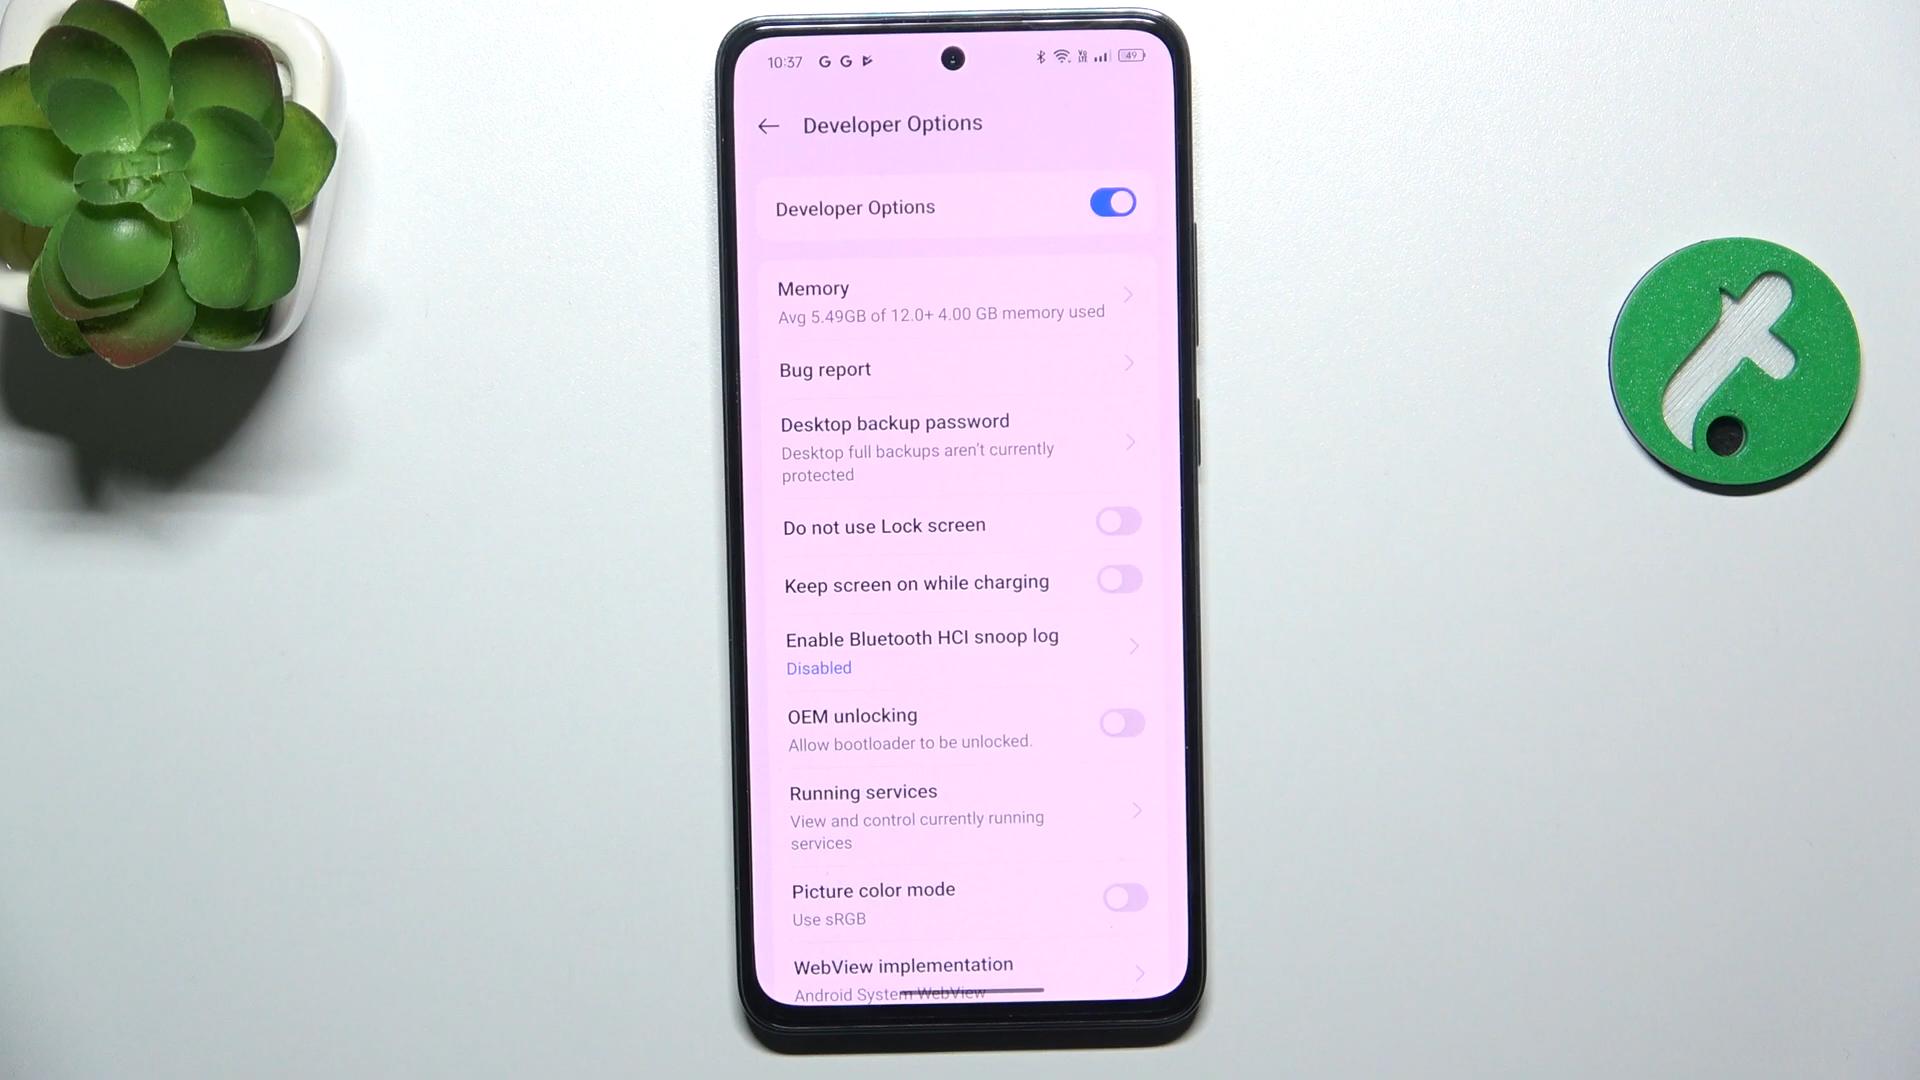 10:37 G G 49
Developer Options
Developer Options
Memory
Avg 5.49GB of 12.0+ 4.00 GB memory used
Bug report
Desktop backup password
Desktop full backups aren't currently
protected
Do not use Lock screen
Keep screen on while charging
Enable Bluetooth HCI snoop log
Disabled
OEM unlocking
Allow bootloader to be unlocked.
Running services
View and control currently running
services
Picture color mode
Use sRGB
WebView implementation
Android System WebView